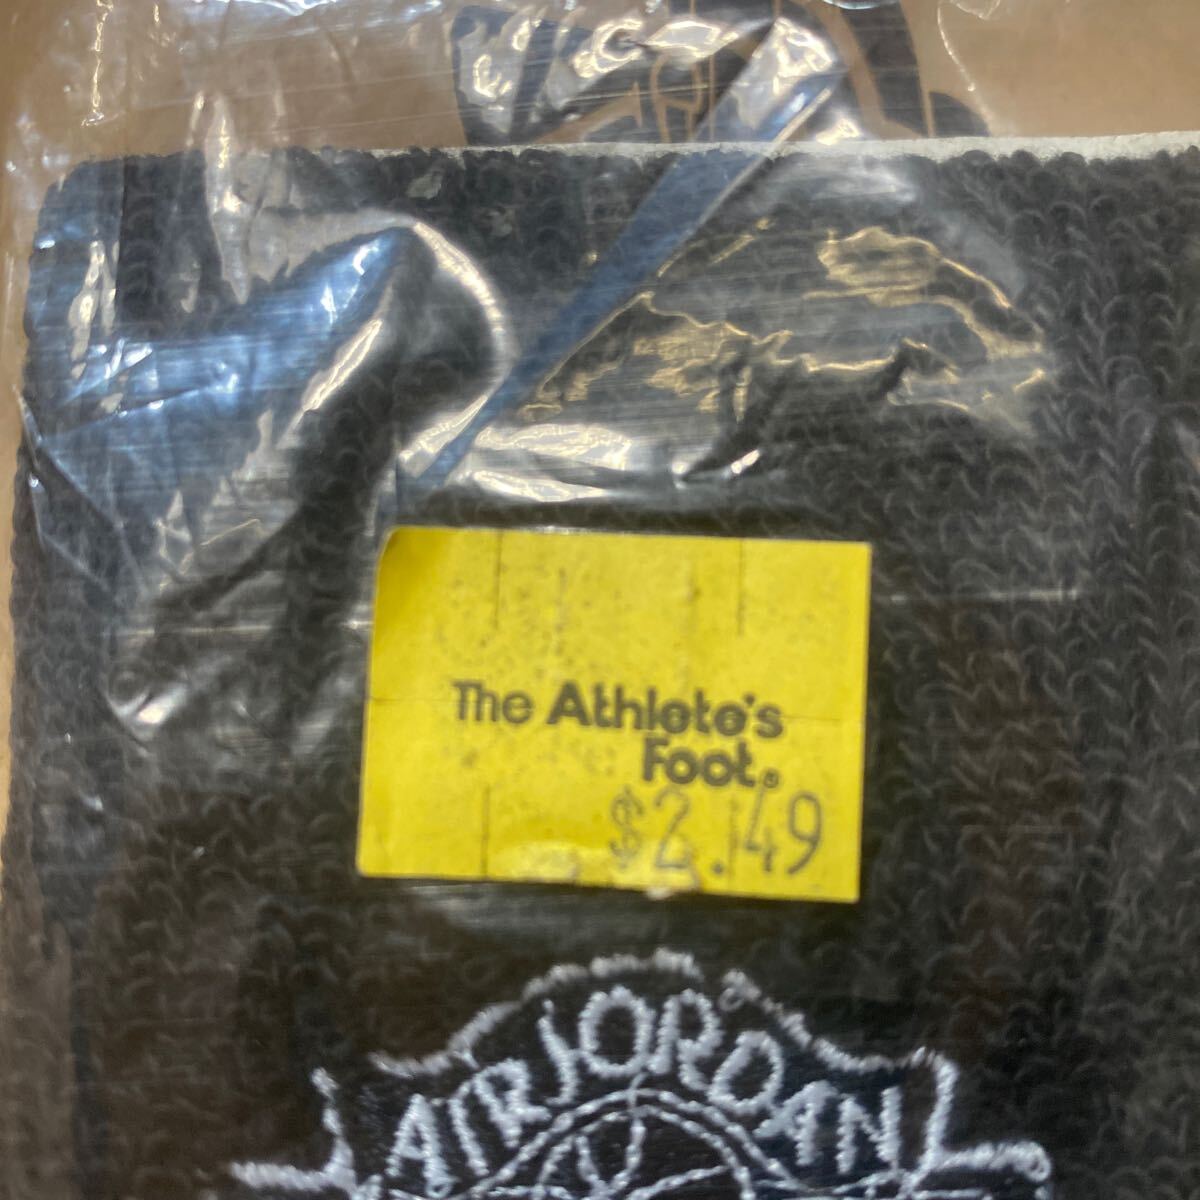 The Athlete's
Foot®
$2.49
AIR JORDAN